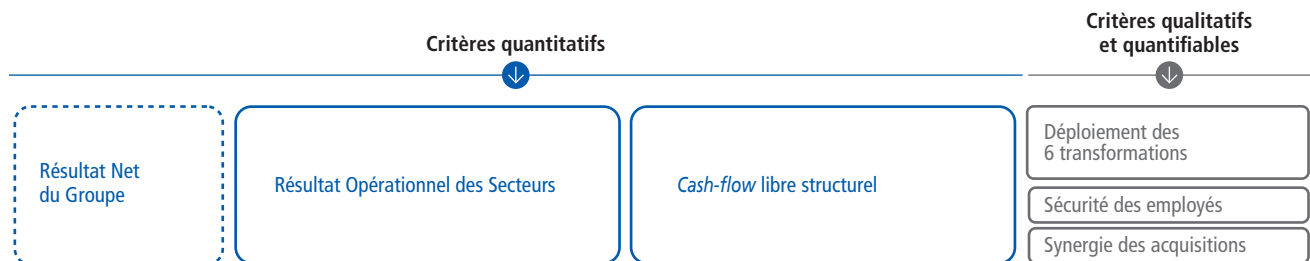 Critères quantitatifs
Critères qualitatifs
et quantifiables
Résultat Net
du Groupe
Résultat Opérationnel des Secteurs
Cash-flow libre structurel
Déploiement des
6 transformations
Sécurité des employés
Synergie des acquisitions